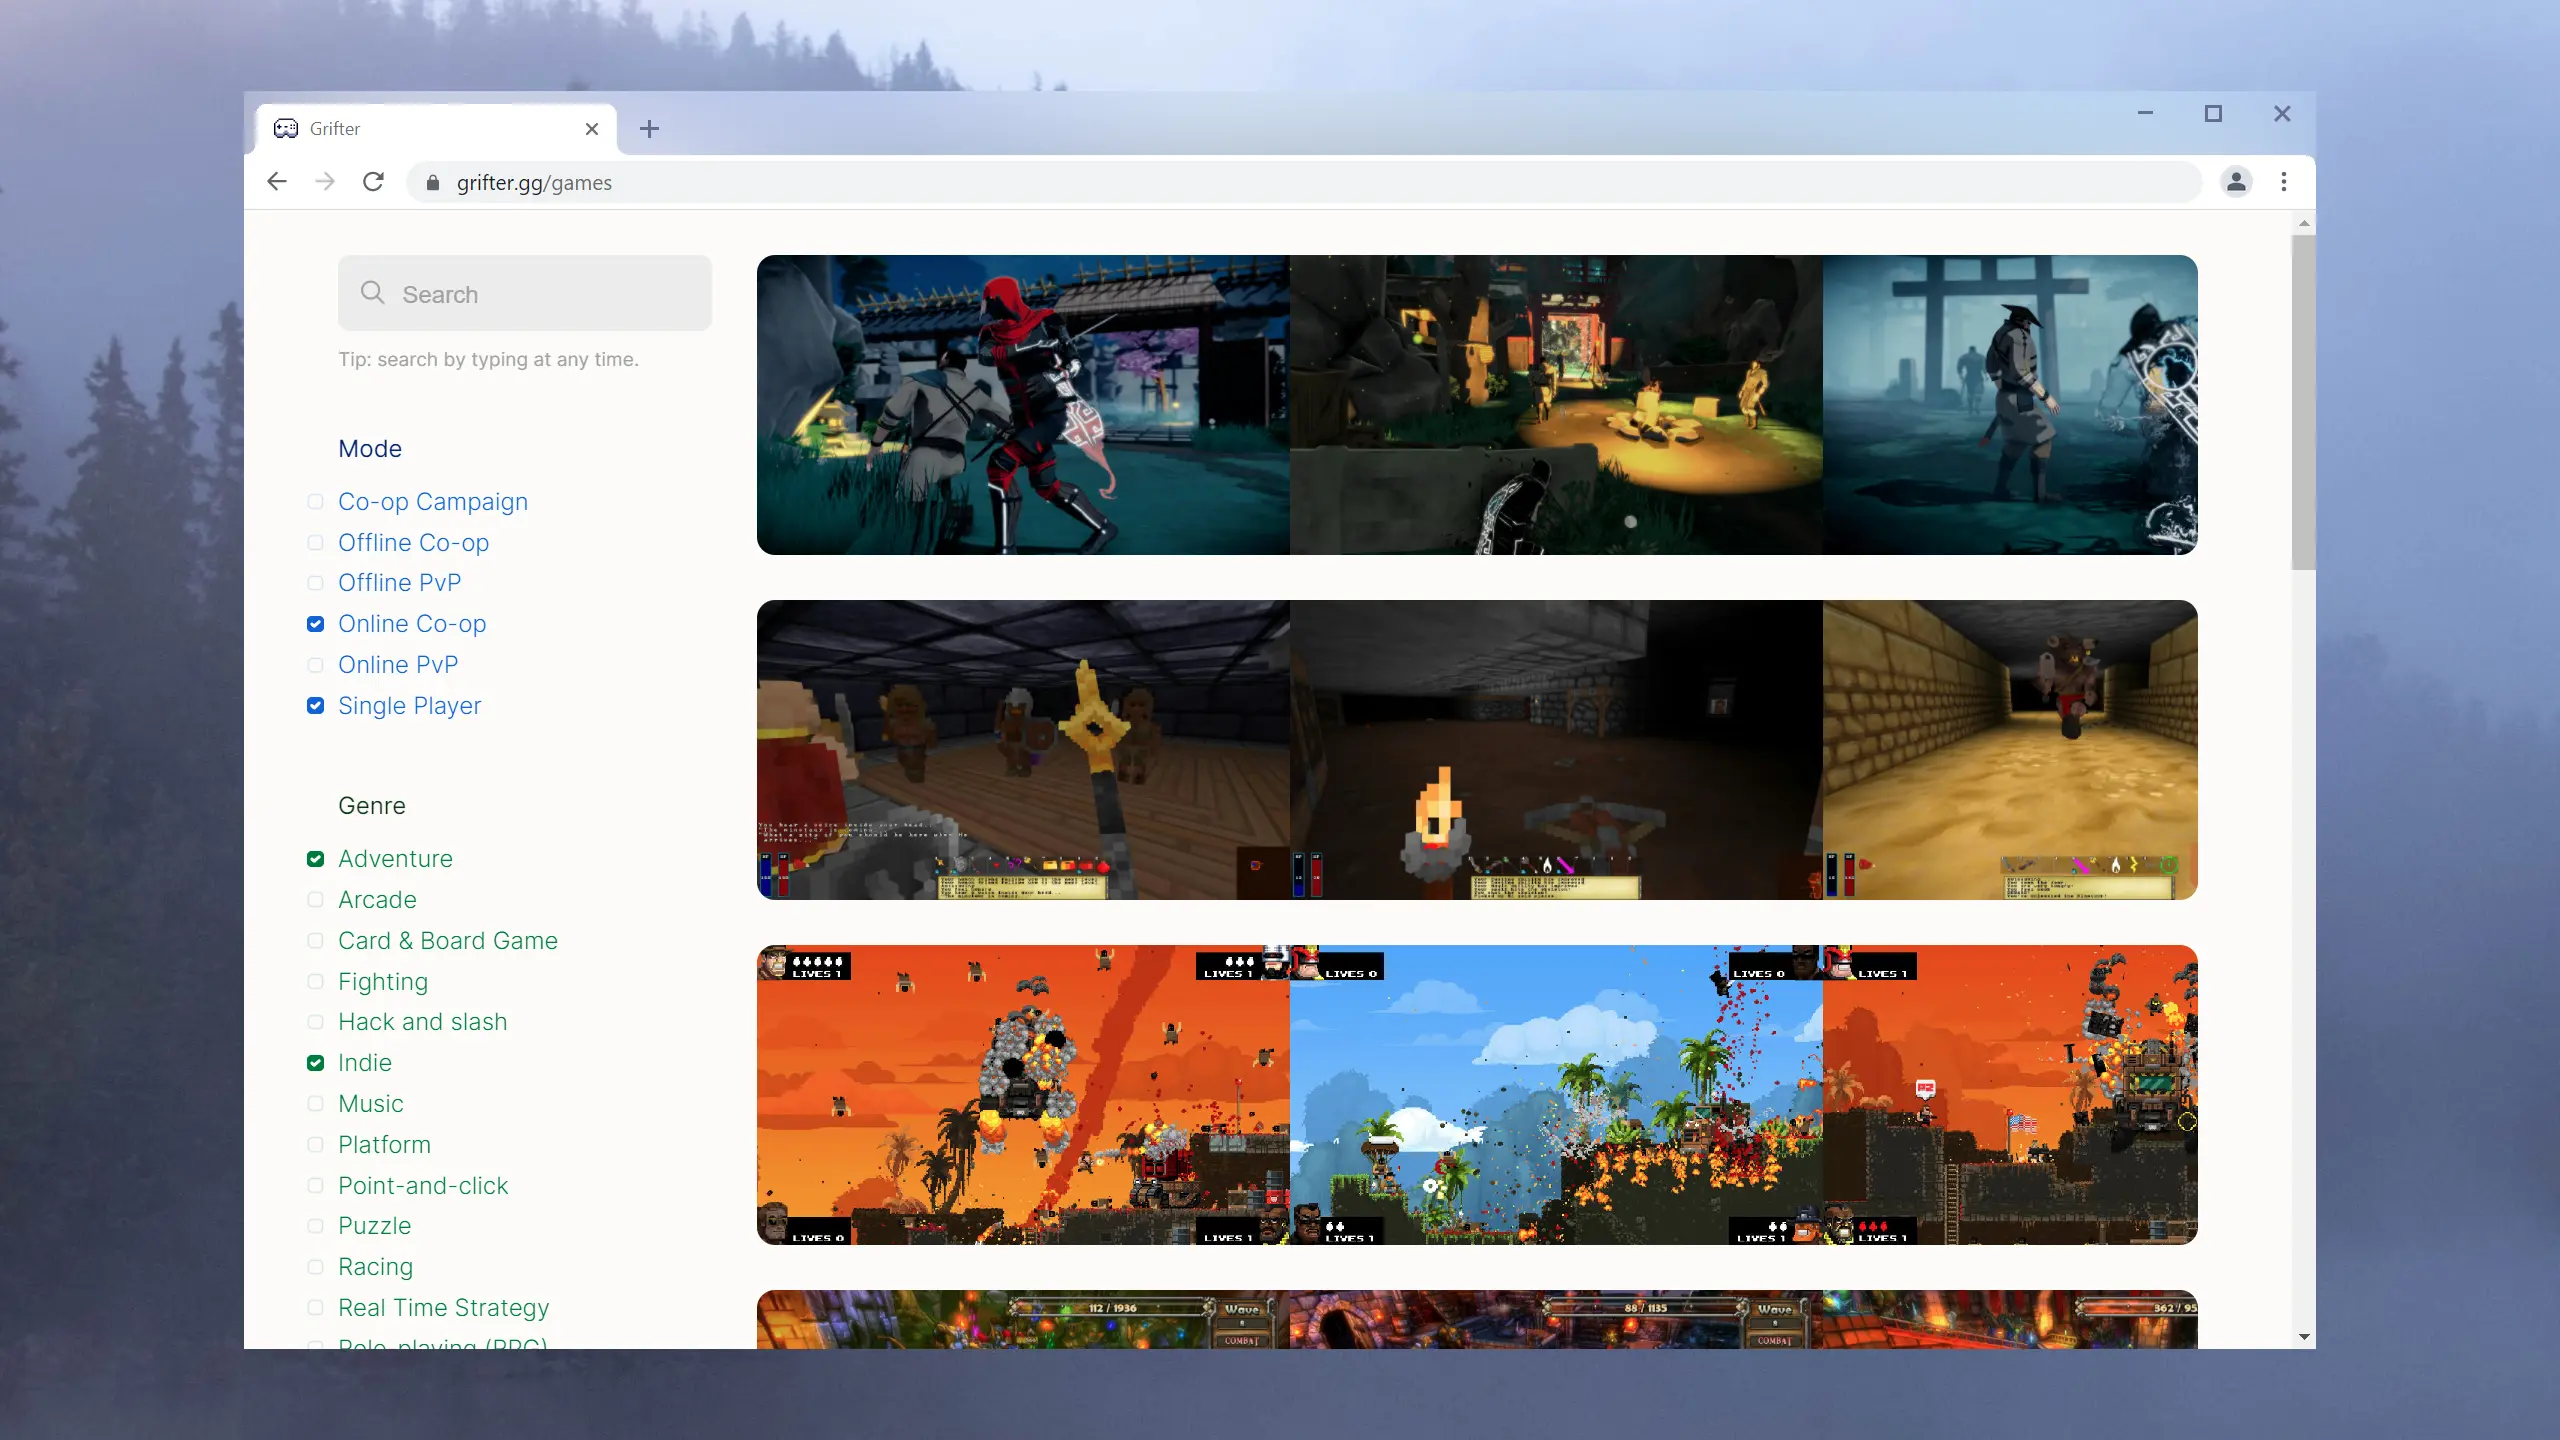 Grifter
grifter.gg/games
Search
Tip: search by typing at any time.
Mode
Co-op Campaign
Offline Co-op
Offline PvP
Online Co-op
Online PvP
Single Player
Genre
Adventure
Arcade
Card & Board Game
Fighting
Hack and slash
Indie
Music
Platform
Point-and-click
Puzzle
Racing
Real Time Strategy
Role-playing (RPG)
LIVES 1
LIVES 1
LIVES 0
LIVES 0
LIVES 1
LIVES 0
LIVES 1
LIVES 1
LIVES 1
LIVES 1
112 / 1936
Wave
COMBAT
88 / 1135
Wave
COMBAT
362 / 95